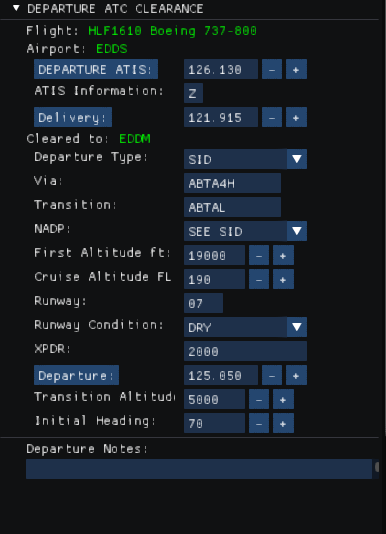 DEPARTURE ATC CLEARANCE
Flight: HLF1610 Boeing 737-800
Airport: EDDS
DEPARTURE ATIS: 126.130 - +
ATIS Information: Z
Delivery: 121.915 - +
Cleared to: EDDM
Departure Type: SID
Via: ABTA4H
Transition: ABTAL
NADP: SEE SID
First Altitude ft: 19000 - +
Cruise Altitude FL 190 - +
Runway: 07
Runway Condition: DRY
XPDR: 2000
Departure: 125.050 - +
Transition Altitud 5000 - +
Initial Heading: 70 - +
Departure Notes: